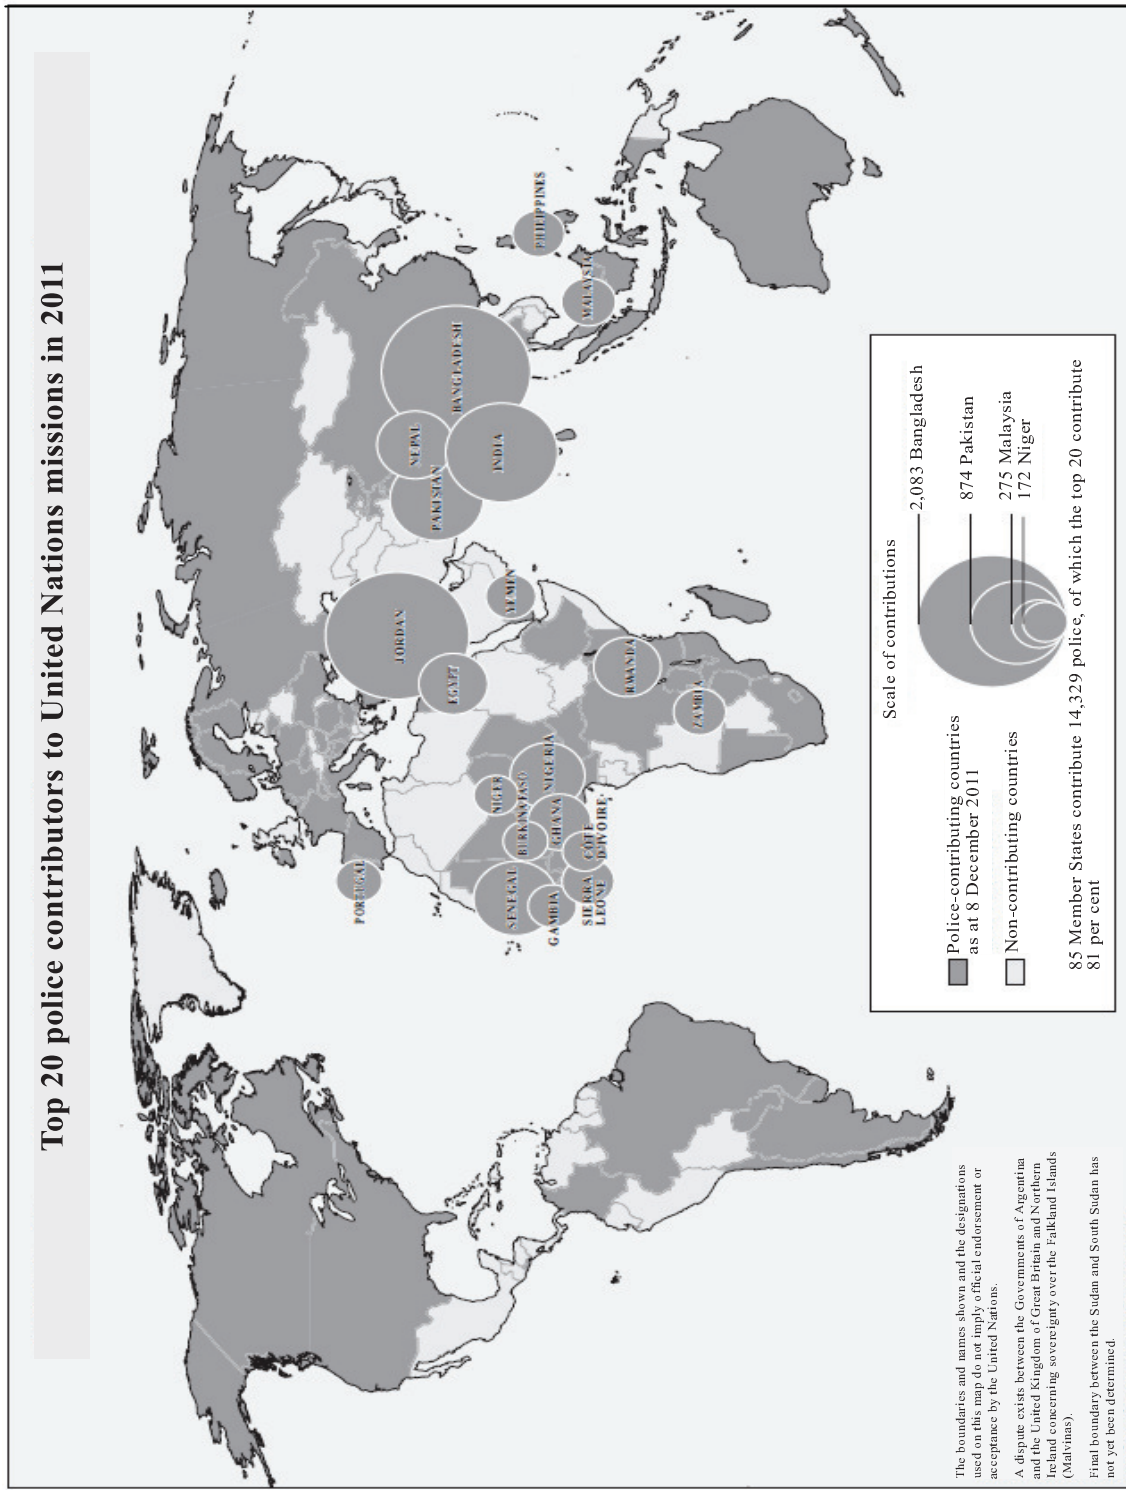 Top 20 police contributors to United Nations missions in 2011
PORTUGAL
JORDAN
EGYPT
YEMEN
PAKISTAN
NEPAL
INDIA
BANGLADESH
PHILIPPINES
MALAYSIA
NIGER
BURKINA FASO
NIGERIA
GHANA
SENEGAL
GAMBIA
SIERRA
LEONE
CÔTE
D'IVOIRE
RWANDA
ZAMBIA
Scale of contributions
Police-contributing countries
as at 8 December 2011
Non-contributing countries
2,083 Bangladesh
874 Pakistan
275 Malaysia
172 Niger
85 Member States contribute 14,329 police, of which the top 20 contribute
81 per cent
The boundaries and names shown and the designations
used on this map do not imply official endorsement or
acceptance by the United Nations.
A dispute exists between the Governments of Argentina
and the United Kingdom of Great Britain and Northern
Ireland concerning sovereignty over the Falkland Islands
(Malvinas).
Final boundary between the Sudan and South Sudan has
not yet been determined.